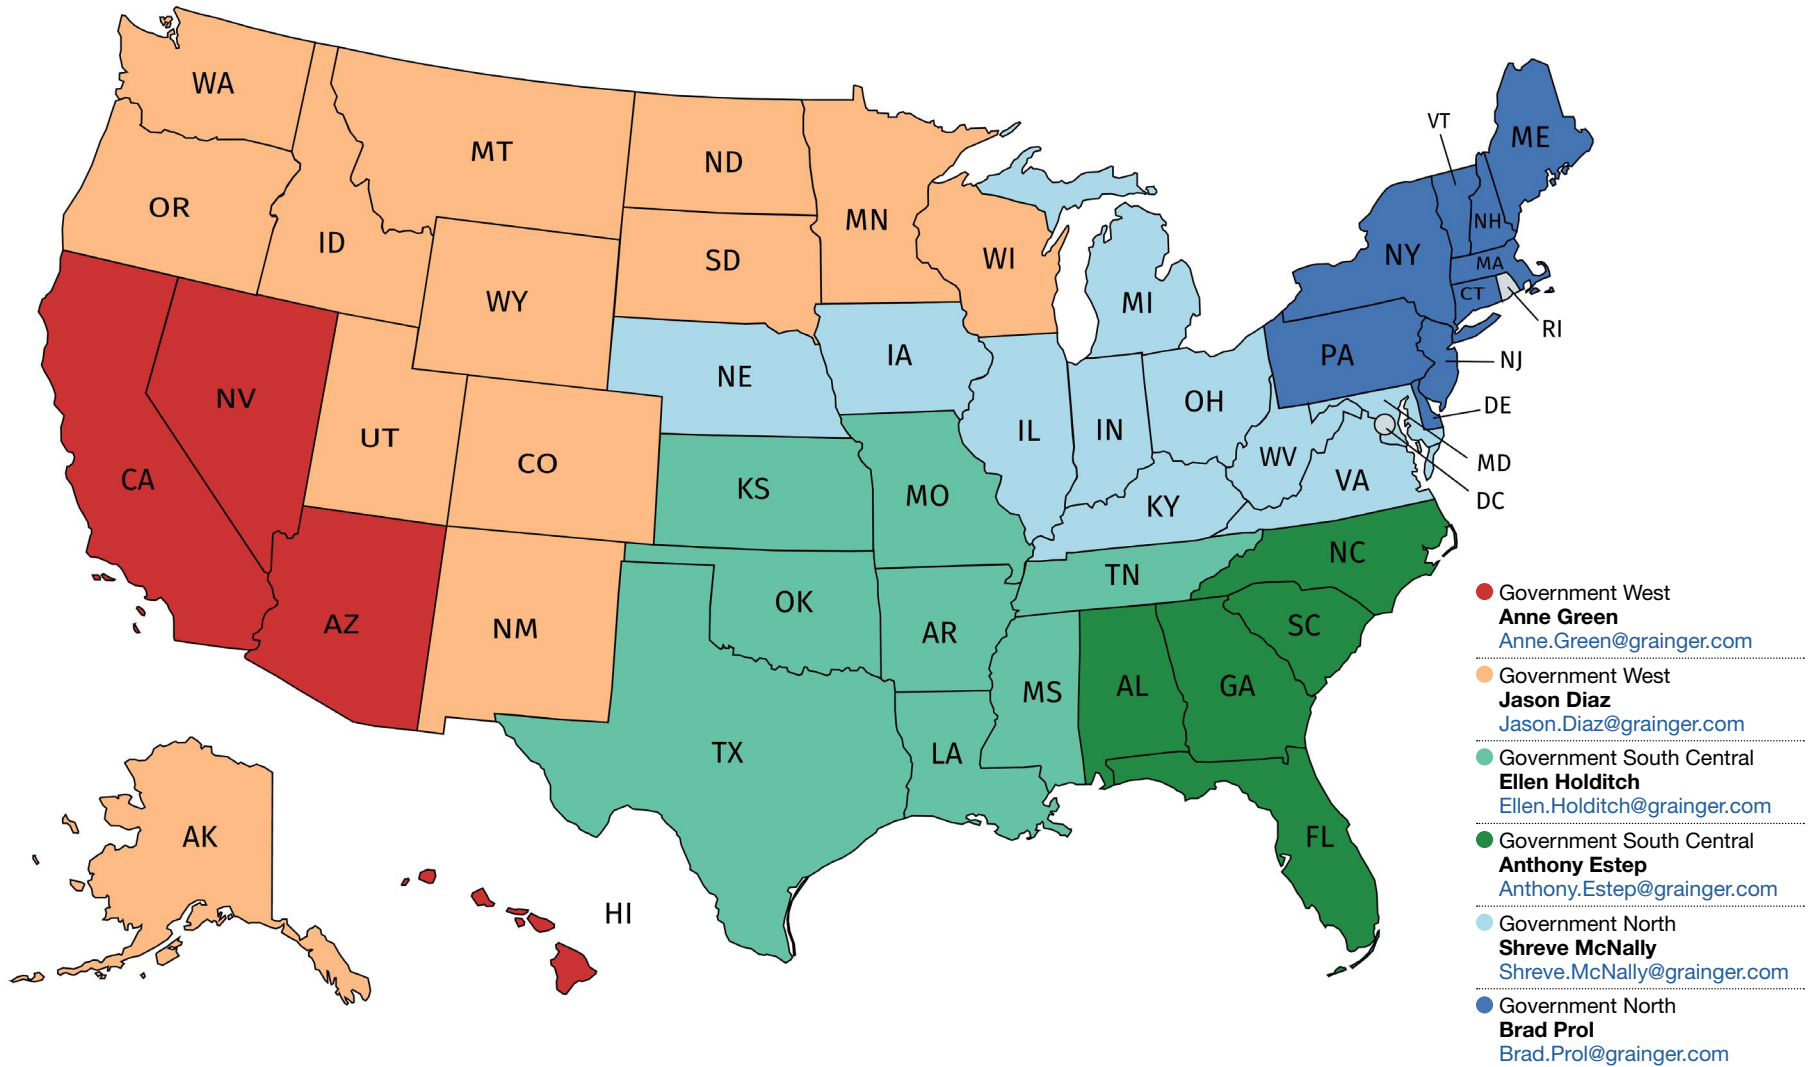 WA
MT
ND
MN
OR
ID
SD
WI
WY
MI
VT
ME
NH
NY
MA
CT
RI
NV
UT
CA
CO
NE
IA
IL
IN
OH
PA
NJ
DE
MD
DC
WV
VA
KY
KS
MO
AZ
NM
OK
AR
TN
NC
SC
MS
AL
GA
TX
LA
FL
AK
HI
Government West
Anne Green
Anne.Green@grainger.com
Government West
Jason Diaz
Jason.Diaz@grainger.com
Government South Central
Ellen Holditch
Ellen.Holditch@grainger.com
Government South Central
Anthony Estep
Anthony.Estep@grainger.com
Government North
Shreve McNally
Shreve.McNally@grainger.com
Government North
Brad Prol
Brad.Prol@grainger.com